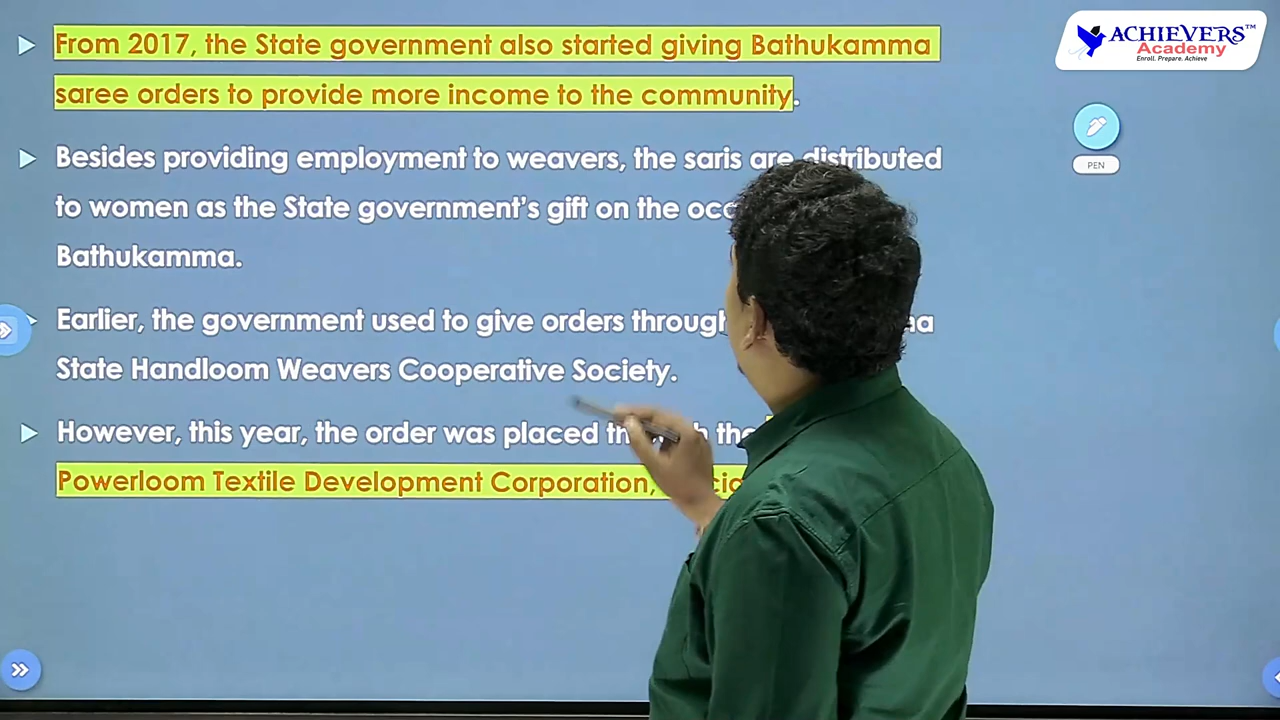 From 2017, the State government also started giving Bathukamma
saree orders to provide more income to the community.
Besides providing employment to weavers, the saris are distributed
to women as the State government's gift on the
Bathukamma.
Earlier, the government used to give orders through
State Handloom Weavers Cooperative Society.
However, this year, the order was placed the
Powerloom Textile Development Corporation,
ACHIEVERS™
Academy
Enroll. Prepare. Achieve
PEN